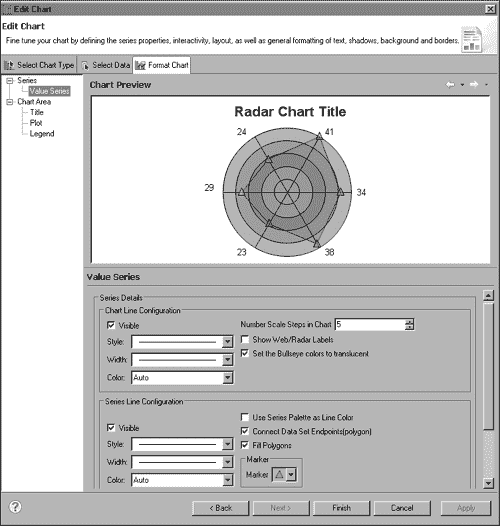 Edit Chart
Edit Chart
Fine tune your chart by defining the series properties, interactivity, layout, as well as general formatting of text, shadows, background and borders.
Select Chart Type Select Data Format Chart
Series
Value Series
Chart Area
Title
Plot
Legend
Chart Preview
Radar Chart Title
24 41
29 34
23 38
Value Series
Series Details
Chart Line Configuration
Visible Number Scale Steps in Chart 5
Style: Show Web/Radar Labels
Width: Set the Bullseye colors to translucent
Color: Auto
Series Line Configuration
Use Series Palette as Line Color
Visible Connect Data Set Endpoints(polygon)
Style: Fill Polygons
Width: Marker
Color: Auto Marker
? < Back Next > Finish Cancel Apply